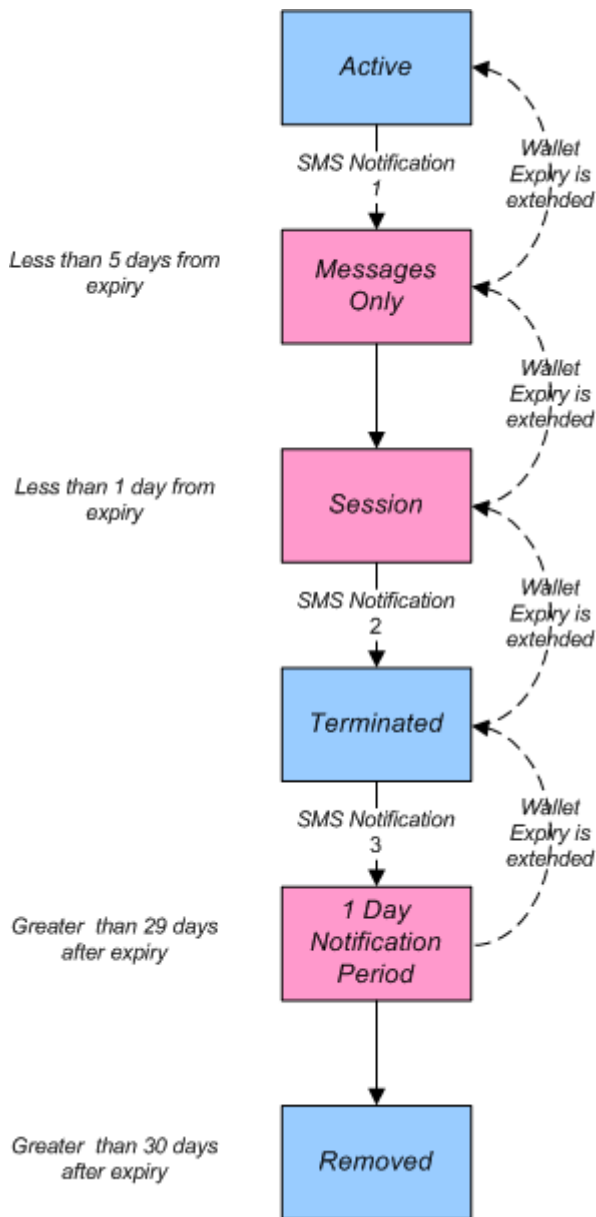 Active
SMS Notification
1
Wallet
Expiry is
extended
Less than 5 days from
expiry
Messages
Only
Wallet
Expiry is
extended
Less than 1 day from
expiry
Session
SMS Notification
2
Wallet
Expiry is
extended
Terminated
SMS Notification
3
Wallet
Expiry is
extended
Greater than 29 days
after expiry
1 Day
Notification
Period
Greater than 30 days
after expiry
Removed